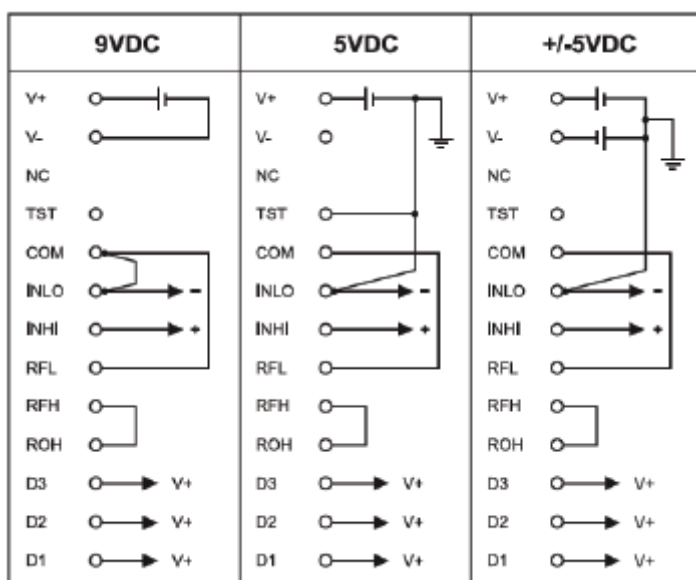 9VDC 5VDC +/-5VDC
V+ V+ V+
V- V- V-
NC NC NC
TST TST TST
COM COM COM
INLO - INLO - INLO -
INHI + INHI + INHI +
RFL RFL RFL
RFH RFH RFH
ROH ROH ROH
D3 V+ D3 V+ D3 V+
D2 V+ D2 V+ D2 V+
D1 V+ D1 V+ D1 V+